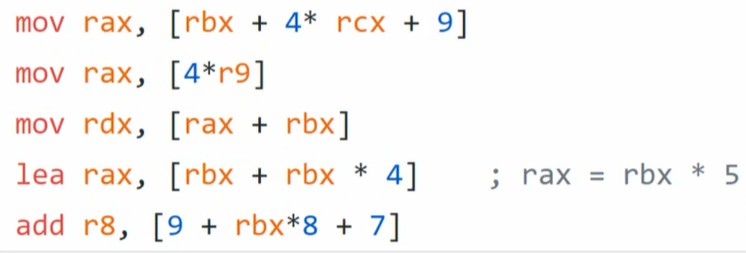 mov rax, [rbx + 4* rcx + 9]
mov rax, [4*r9]
mov rdx, [rax + rbx]
lea rax, [rbx + rbx * 4] ; rax = rbx * 5
add r8, [9 + rbx*8 + 7]